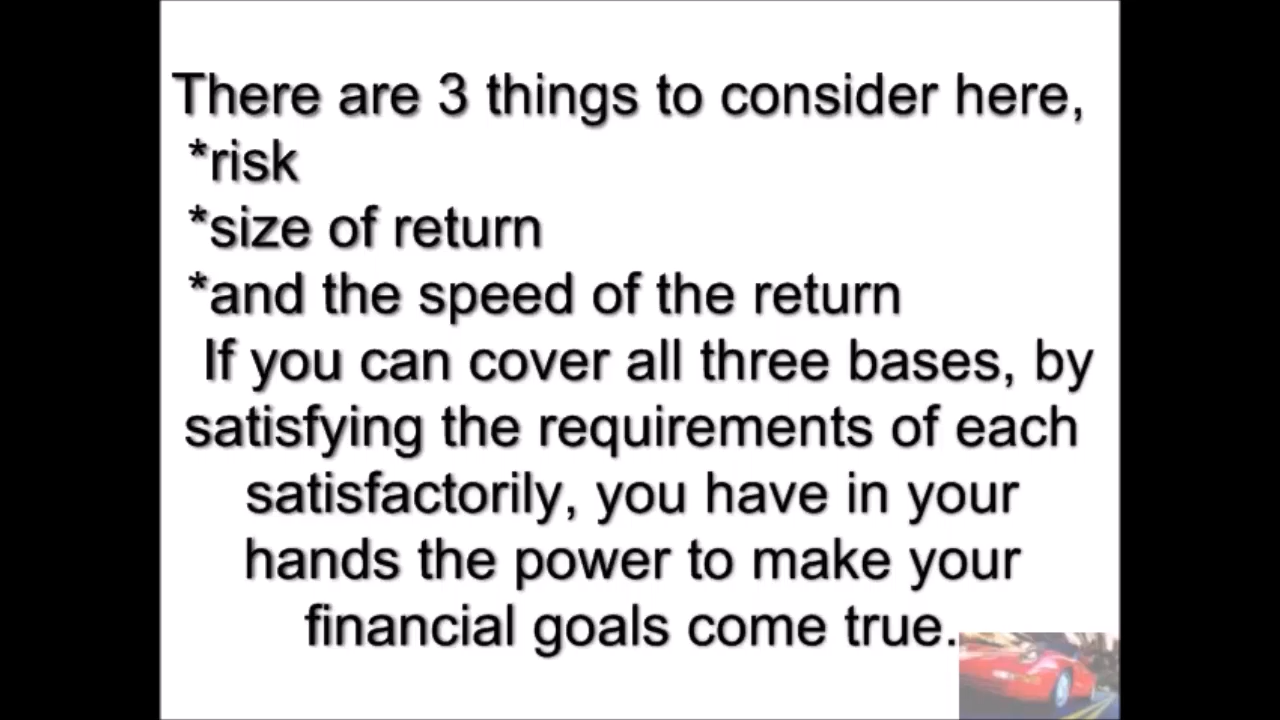 There are 3 things to consider here,
*risk
*size of return
*and the speed of the return
If you can cover all three bases, by
satisfying the requirements of each
satisfactorily, you have in your
hands the power to make your
financial goals come true.